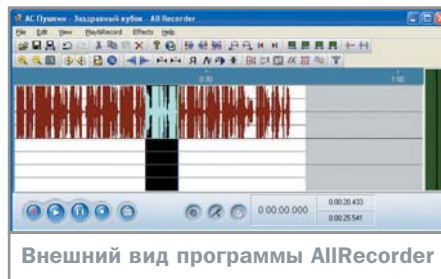 АС Пушкин - Заздравный кубок - All Recorder
File Edit View Play&Record Effects Help
0:30 1:00
0:00:00.000
0:00:20.433
0:00:25.541
Внешний вид программы AllRecorder